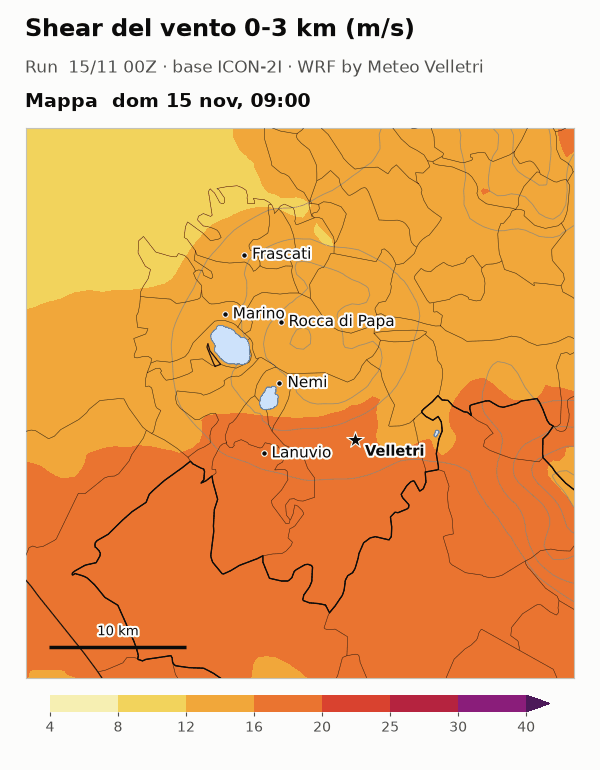 Shear del vento 0-3 km (m/s)
Run  15/11 00Z · base ICON-2I · WRF by Meteo Velletri
Mappa  dom 15 nov, 09:00
Frascati
Marino
Rocca di Papa
Nemi
Velletri
Lanuvio
10 km
4 8 12 16 20 25 30 40